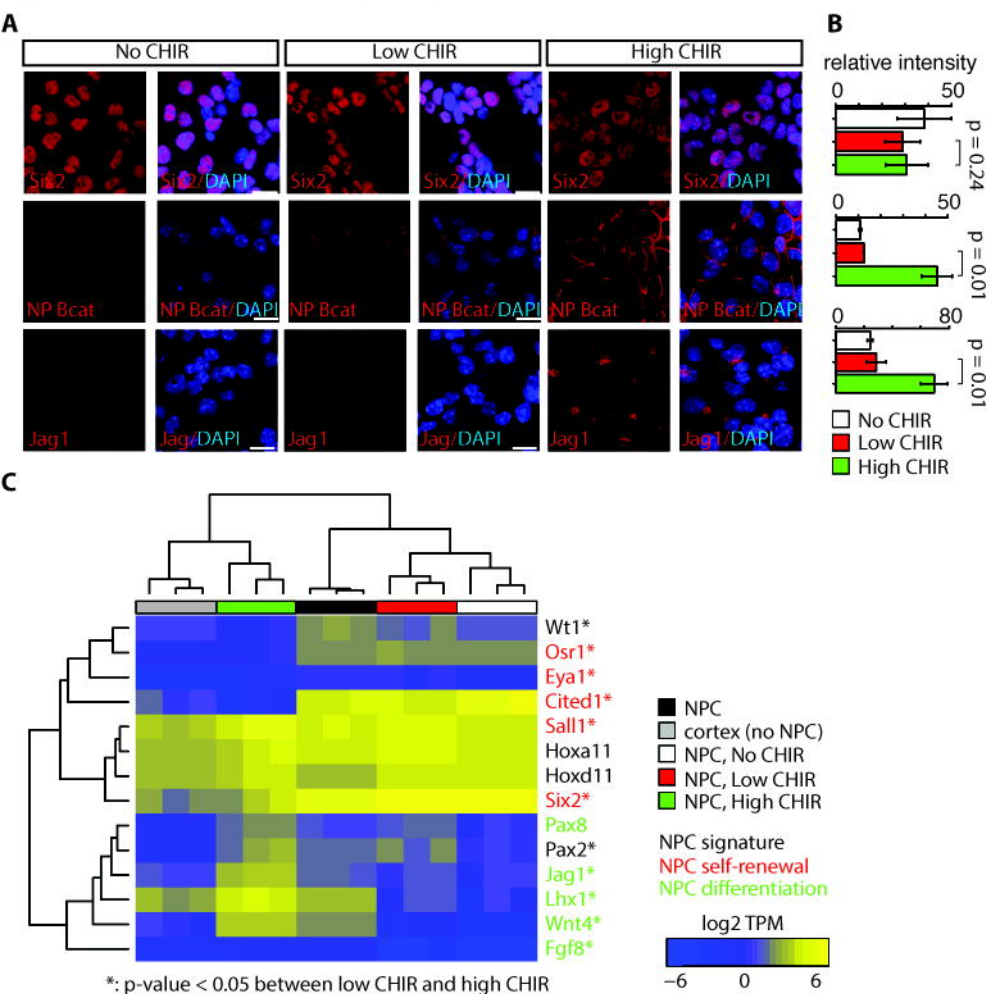 A
B
No CHIR
Low CHIR
High CHIR
Six2
Six2/DAPI
Six2
Six2/DAPI
Six2
Six2/DAPI
NP Bcat
NP Bcat/DAPI
NP Bcat
NP Bcat/DAPI
NP Bcat
NP Bcat/DAPI
Jag1
Jag/DAPI
Jag1
Jag/DAPI
Jag1
Jag1/DAPI
relative intensity
0 50
p = 0.24
0 50
p = 0.01
0 80
p = 0.01
No CHIR
Low CHIR
High CHIR
C
Wt1*
Osr1*
Eya1*
Cited1*
Sall1*
Hoxa11
Hoxd11
Six2*
Pax8
Pax2*
Jag1*
Lhx1*
Wnt4*
Fgf8*
NPC
cortex (no NPC)
NPC, No CHIR
NPC, Low CHIR
NPC, High CHIR
NPC signature
NPC self-renewal
NPC differentiation
log2 TPM
−6 0 6
*: p-value < 0.05 between low CHIR and high CHIR